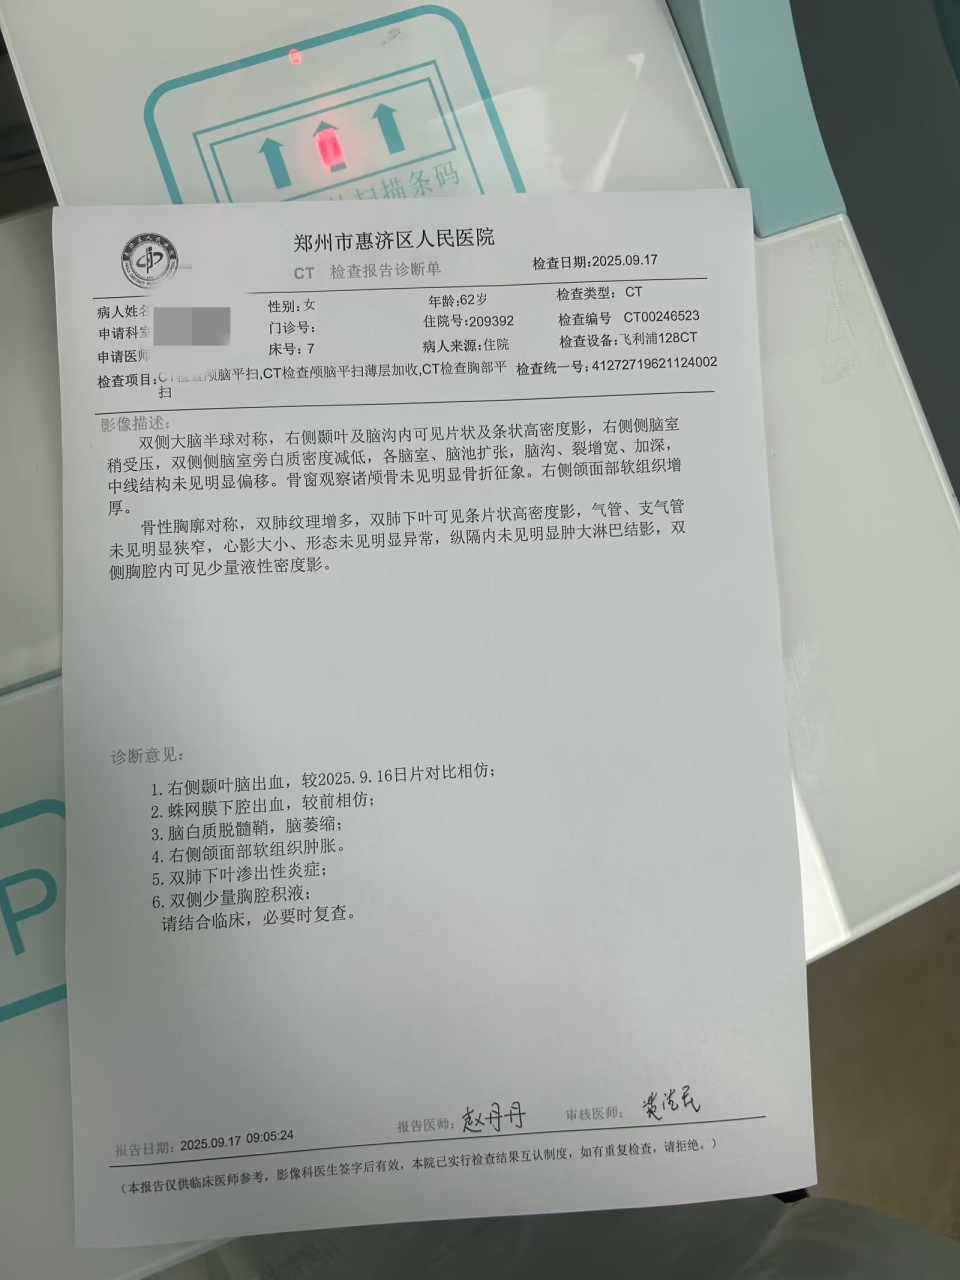 扫描条码
郑州市惠济区人民医院
CT 检查报告诊断单
检查日期:2025.09.17
病人姓名
性别:女
年龄:62岁
检查类型: CT
申请科室
门诊号:
住院号:209392
检查编号 CT00246523
申请医师
床号: 7
病人来源:住院
检查设备:飞利浦128CT
检查项目:CT检查颅脑平扫,CT检查颅脑平扫薄层加收,CT检查胸部平
扫
检查统一号:41272719621124002
影像描述:
双侧大脑半球对称，右侧颞叶及脑沟内可见片状及条状高密度影，右侧侧脑室
稍受压，双侧侧脑室旁白质密度减低，各脑室、脑池扩张，脑沟、裂增宽、加深，
中线结构未见明显偏移。骨窗观察诸颅骨未见明显骨折征象。右侧颌面部软组织增
厚。
骨性胸廓对称，双肺纹理增多，双肺下叶可见条片状高密度影，气管、支气管
未见明显狭窄，心影大小、形态未见明显异常，纵隔内未见明显肿大淋巴结影，双
侧胸腔内可见少量液性密度影。
诊断意见:
1.右侧颞叶脑出血，较2025.9.16日片对比相仿；
2.蛛网膜下腔出血，较前相仿；
3.脑白质脱髓鞘，脑萎缩；
4.右侧颌面部软组织肿胀。
5.双肺下叶渗出性炎症；
6.双侧少量胸腔积液；
请结合临床，必要时复查。
P
报告日期: 2025.09.17 09:05:24
报告医师: 赵丹丹
审核医师:
（本报告仅供临床医师参考，影像科医生签字后有效，本院已实行检查结果互认制度，如有重复检查，请拒绝。）